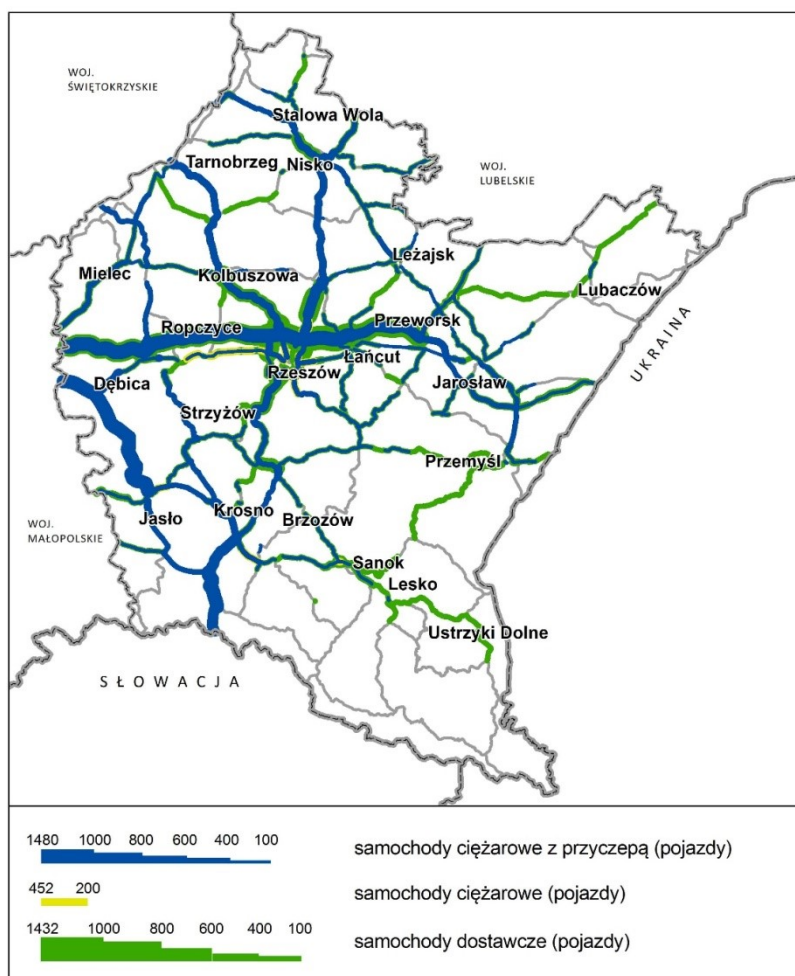 WOJ.
ŚWIĘTOKRZYSKIE
Stalowa Wola
Tarnobrzeg
Nisko
WOJ.
LUBELSKIE
Leżajsk
Mielec
Kolbuszowa
Lubaczów
Ropczyce
Przeworsk
Łańcut
Rzeszów
UKRAINA
Dębica
Jarosław
Strzyżów
Przemyśl
Jasło
Krosno
Brzozów
WOJ.
MAŁOPOLSKIE
Sanok
Lesko
Ustrzyki Dolne
SŁOWACJA
1480 1000 800 600 400 100
samochody ciężarowe z przyczepą (pojazdy)
452 200
samochody ciężarowe (pojazdy)
1432 1000 800 600 400 100
samochody dostawcze (pojazdy)